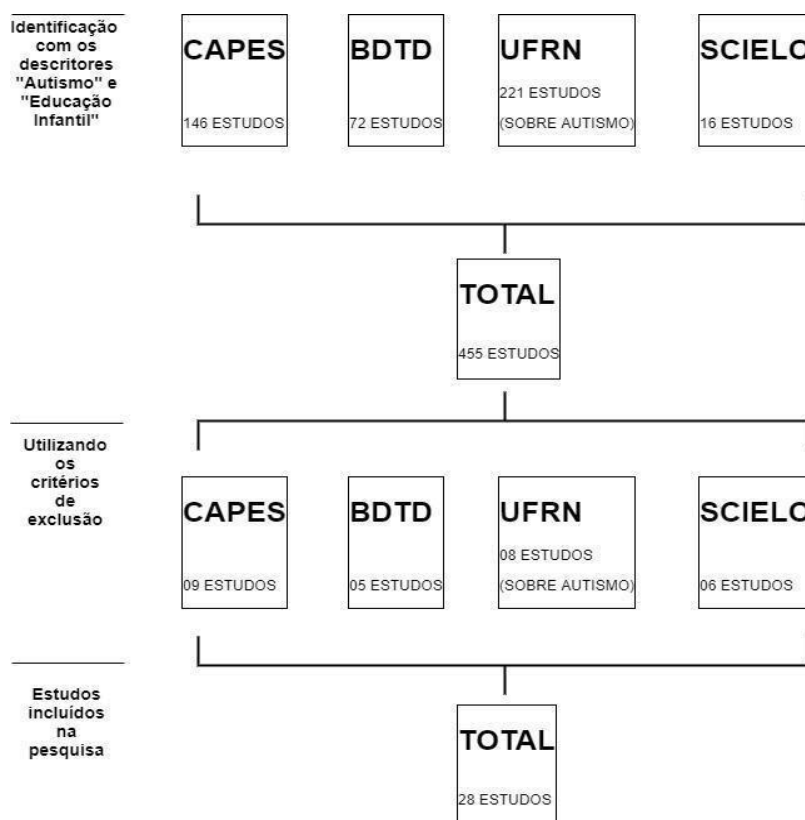 Identificação
com os
descritores
"Autismo" e
"Educação
Infantil"
CAPES
146 ESTUDOS
BDTD
72 ESTUDOS
UFRN
221 ESTUDOS
(SOBRE AUTISMO)
SCIELO
16 ESTUDOS
TOTAL
455 ESTUDOS
Utilizando
os
critérios
de
exclusão
CAPES
09 ESTUDOS
BDTD
05 ESTUDOS
UFRN
08 ESTUDOS
(SOBRE AUTISMO)
SCIELO
06 ESTUDOS
Estudos
incluídos
na
pesquisa
TOTAL
28 ESTUDOS